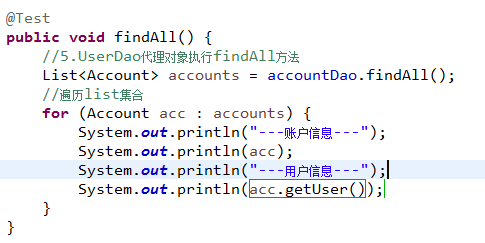 @Test
public void findAll() {
    //5.UserDao代理对象执行findAll方法
    List<Account> accounts = accountDao.findAll();
    //遍历list集合
    for (Account acc : accounts) {
        System.out.println("---账户信息---");
        System.out.println(acc);
        System.out.println("---用户信息---");
        System.out.println(acc.getUser());
    }
}